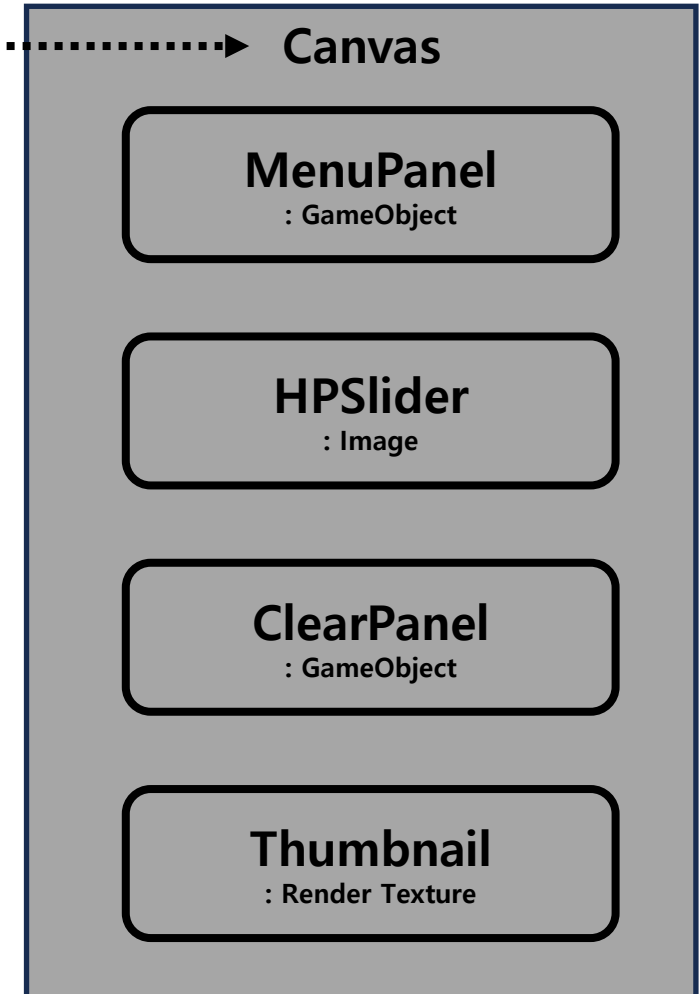 Canvas
MenuPanel
: GameObject
HPSlider
: Image
ClearPanel
: GameObject
Thumbnail
: Render Texture